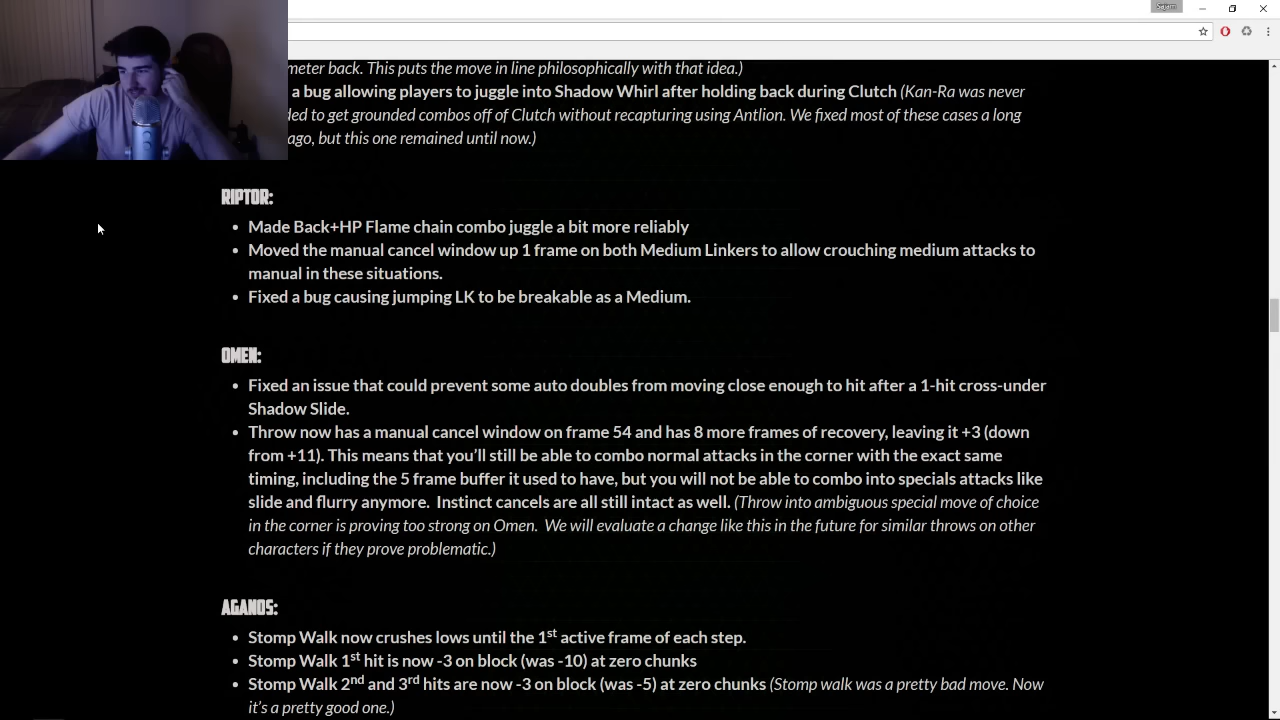 Sajam
meter back. This puts the move in line philosophically with that idea.)
a bug allowing players to juggle into Shadow Whirl after holding back during Clutch (Kan-Ra was never
ded to get grounded combos off of Clutch without recapturing using Antlion. We fixed most of these cases a long
ago, but this one remained until now.)
RIPTOR:
• Made Back+HP Flame chain combo juggle a bit more reliably
• Moved the manual cancel window up 1 frame on both Medium Linkers to allow crouching medium attacks to
manual in these situations.
• Fixed a bug causing jumping LK to be breakable as a Medium.
OMEN:
• Fixed an issue that could prevent some auto doubles from moving close enough to hit after a 1-hit cross-under
Shadow Slide.
• Throw now has a manual cancel window on frame 54 and has 8 more frames of recovery, leaving it +3 (down
from +11). This means that you’ll still be able to combo normal attacks in the corner with the exact same
timing, including the 5 frame buffer it used to have, but you will not be able to combo into specials attacks like
slide and flurry anymore.  Instinct cancels are all still intact as well. (Throw into ambiguous special move of choice
in the corner is proving too strong on Omen.  We will evaluate a change like this in the future for similar throws on other
characters if they prove problematic.)
AGANOS:
• Stomp Walk now crushes lows until the 1st active frame of each step.
• Stomp Walk 1st hit is now -3 on block (was -10) at zero chunks
• Stomp Walk 2nd and 3rd hits are now -3 on block (was -5) at zero chunks (Stomp walk was a pretty bad move. Now
it's a pretty good one.)